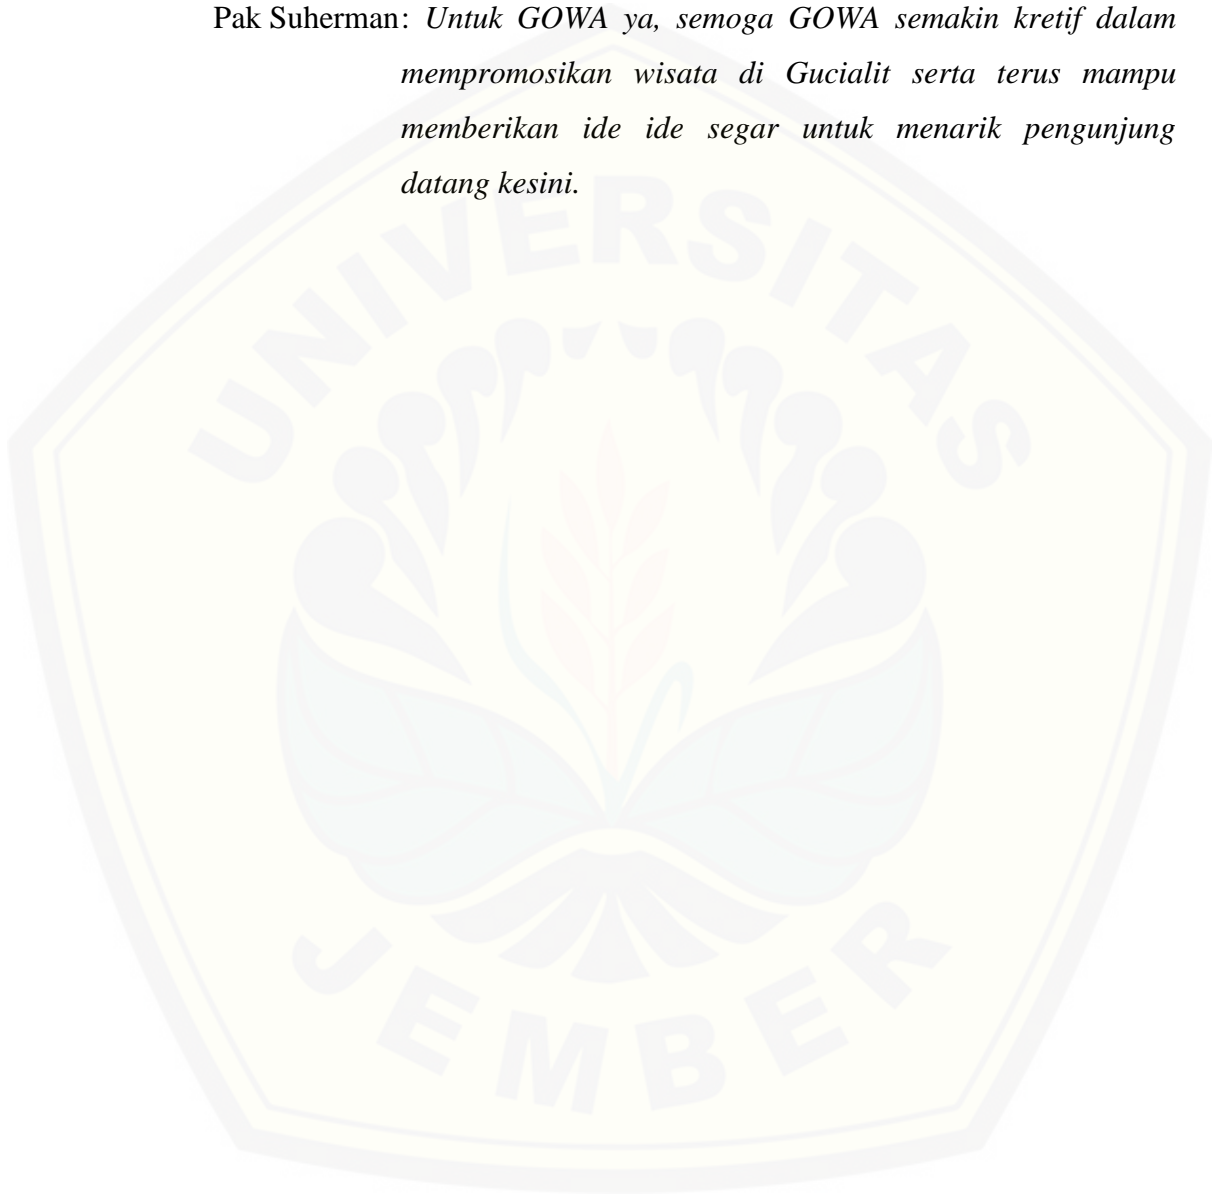 Pak Suherman: Untuk GOWA ya, semoga GOWA semakin kretif dalam
mempromosikan wisata di Gucialit serta terus mampu
memberikan ide ide segar untuk menarik pengunjung
datang kesini.
UNIVERSITAS
JEMBER